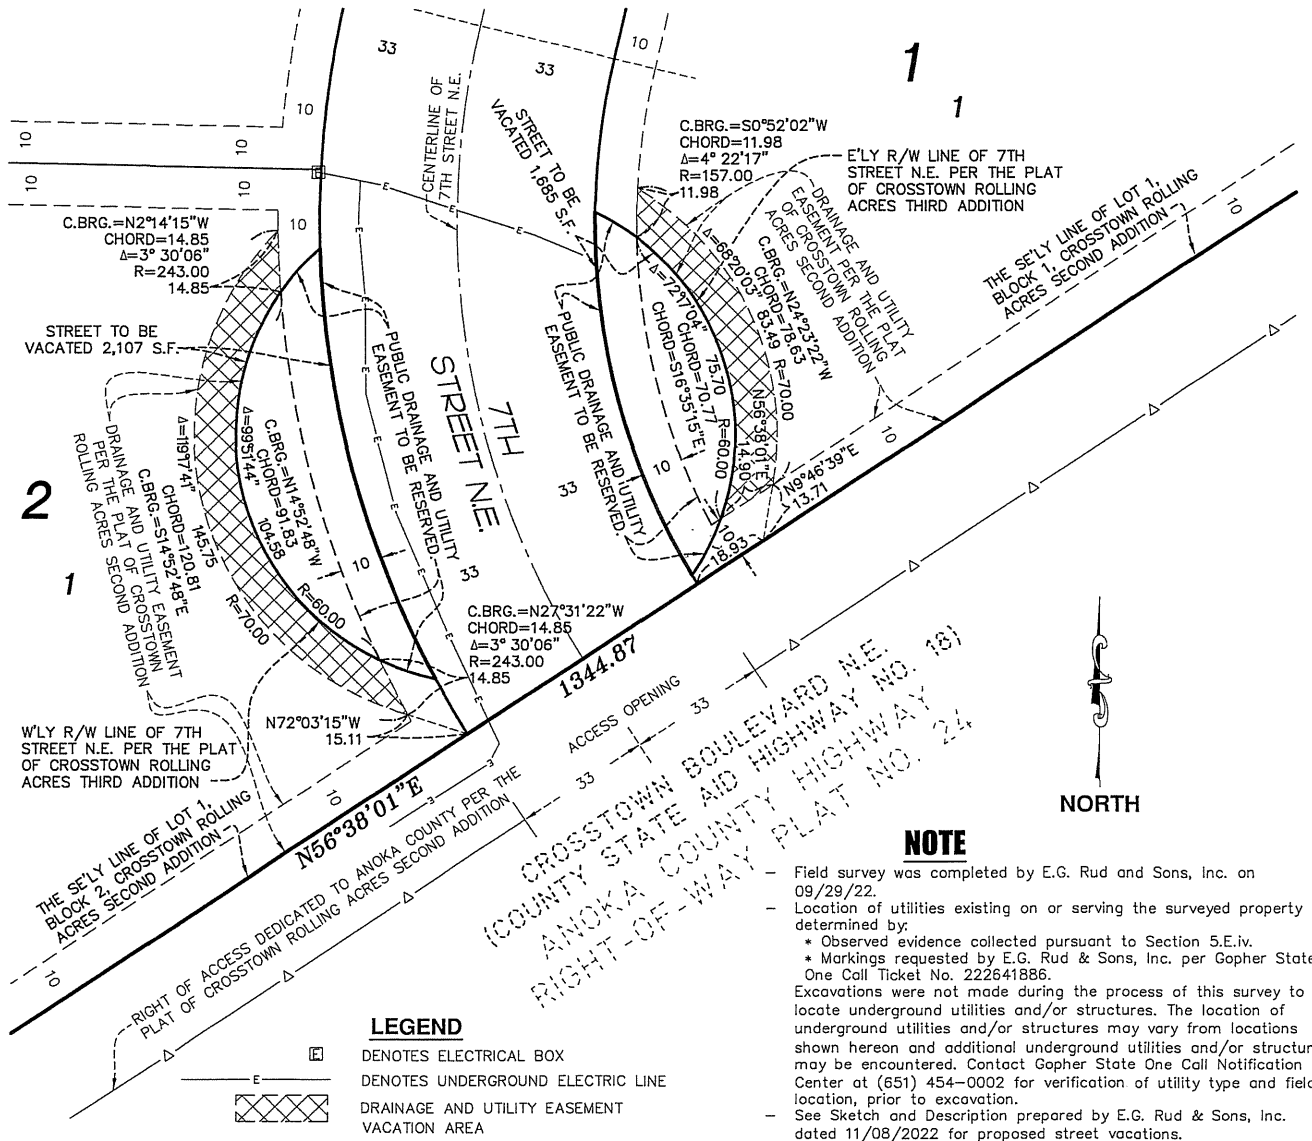 33
33
10
1
1
10
10
10
CENTERLINE OF
7TH STREET N.E.
STREET TO BE
VACATED 1,685 S.F.
C.BRG.=S0°52'02"W
CHORD=11.98
Δ=4° 22'17"
R=157.00
11.98
E'LY R/W LINE OF 7TH
STREET N.E. PER THE PLAT
OF CROSSTOWN ROLLING
ACRES THIRD ADDITION
DRAINAGE AND UTILITY
EASEMENT PER THE PLAT
OF CROSSTOWN ROLLING
ACRES SECOND ADDITION
THE SE'LY LINE OF LOT 1,
BLOCK 1, CROSSTOWN ROLLING
ACRES SECOND ADDITION
10
10
10
10
E
E
E
E
C.BRG.=N2°14'15"W
CHORD=14.85
Δ=3° 30'06"
R=243.00
14.85
STREET TO BE
VACATED 2,107 S.F.
Δ=68°20'03" 83.49 R=70.00
C.BRG.=N24°23'22"W
CHORD=78.63
Δ=72°17'04" 75.70 R=60.00
CHORD=70.77
CHORD=S16°35'15"E
N56°38'01"E
14.90
PUBLIC DRAINAGE AND UTILITY
EASEMENT TO BE RESERVED
PUBLIC DRAINAGE AND UTILITY
EASEMENT TO BE RESERVED
7TH
STREET N.E.
33
33
10
10
10
10
N9°46'39"E
13.71
18.93
2
1
DRAINAGE AND UTILITY EASEMENT
PER THE PLAT OF CROSSTOWN
ROLLING ACRES SECOND ADDITION
Δ=119°17'41" 145.75 R=70.00
CHORD=120.81
C.BRG.=S14°52'48"E
Δ=99°51'44" 104.58 R=60.00
C.BRG.=N14°52'48"W
CHORD=91.83
C.BRG.=N27°31'22"W
CHORD=14.85
Δ=3° 30'06"
R=243.00
14.85
N72°03'15"W
15.11
W'LY R/W LINE OF 7TH
STREET N.E. PER THE PLAT
OF CROSSTOWN ROLLING
ACRES THIRD ADDITION
1344.87
N56°38'01"E
ACCESS OPENING
33
33
10
10
THE SE'LY LINE OF LOT 1,
BLOCK 2, CROSSTOWN ROLLING
ACRES SECOND ADDITION
RIGHT OF ACCESS DEDICATED TO ANOKA COUNTY PER THE
PLAT OF CROSSTOWN ROLLING ACRES SECOND ADDITION
CROSSTOWN BOULEVARD N.E.
(COUNTY STATE AID HIGHWAY NO. 18)
ANOKA COUNTY HIGHWAY
RIGHT-OF-WAY PLAT NO. 24
NORTH
LEGEND
E DENOTES ELECTRICAL BOX
E DENOTES UNDERGROUND ELECTRIC LINE
DRAINAGE AND UTILITY EASEMENT
VACATION AREA
NOTE
– Field survey was completed by E.G. Rud and Sons, Inc. on
09/29/22.
– Location of utilities existing on or serving the surveyed property
determined by:
* Observed evidence collected pursuant to Section 5.E.iv.
* Markings requested by E.G. Rud & Sons, Inc. per Gopher State
One Call Ticket No. 222641886.
Excavations were not made during the process of this survey to
locate underground utilities and/or structures. The location of
underground utilities and/or structures may vary from locations
shown hereon and additional underground utilities and/or structur
may be encountered. Contact Gopher State One Call Notification
Center at (651) 454–0002 for verification of utility type and field
location, prior to excavation.
– See Sketch and Description prepared by E.G. Rud & Sons, Inc.
dated 11/08/2022 for proposed street vacations.